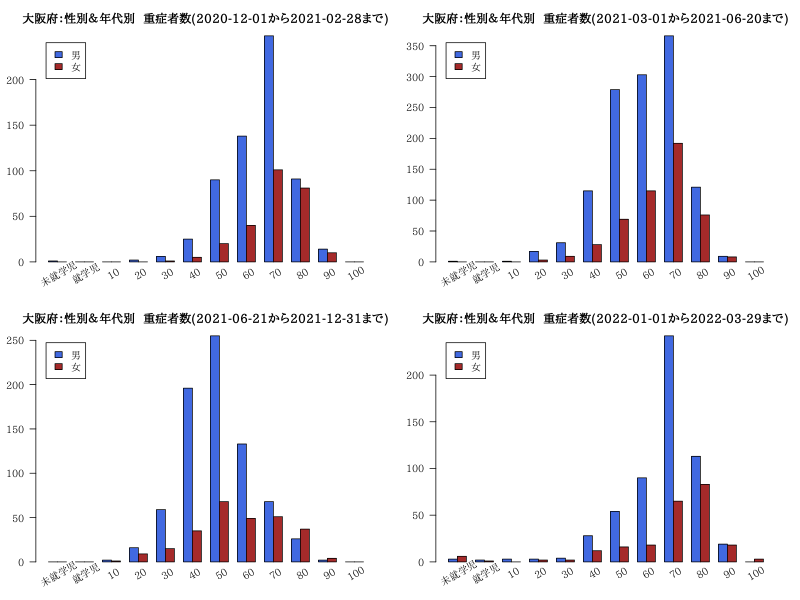 大阪府：性別＆年代別　重症者数(2020-12-01から2021-02-28まで)
男
女
200
150
100
50
0
未就学児 就学児 10 20 30 40 50 60 70 80 90 100
大阪府：性別＆年代別　重症者数(2021-03-01から2021-06-20まで)
男
女
350
300
250
200
150
100
50
0
未就学児 就学児 10 20 30 40 50 60 70 80 90 100
大阪府：性別＆年代別　重症者数(2021-06-21から2021-12-31まで)
男
女
250
200
150
100
50
0
未就学児 就学児 10 20 30 40 50 60 70 80 90 100
大阪府：性別＆年代別　重症者数(2022-01-01から2022-03-29まで)
男
女
200
150
100
50
0
未就学児 就学児 10 20 30 40 50 60 70 80 90 100